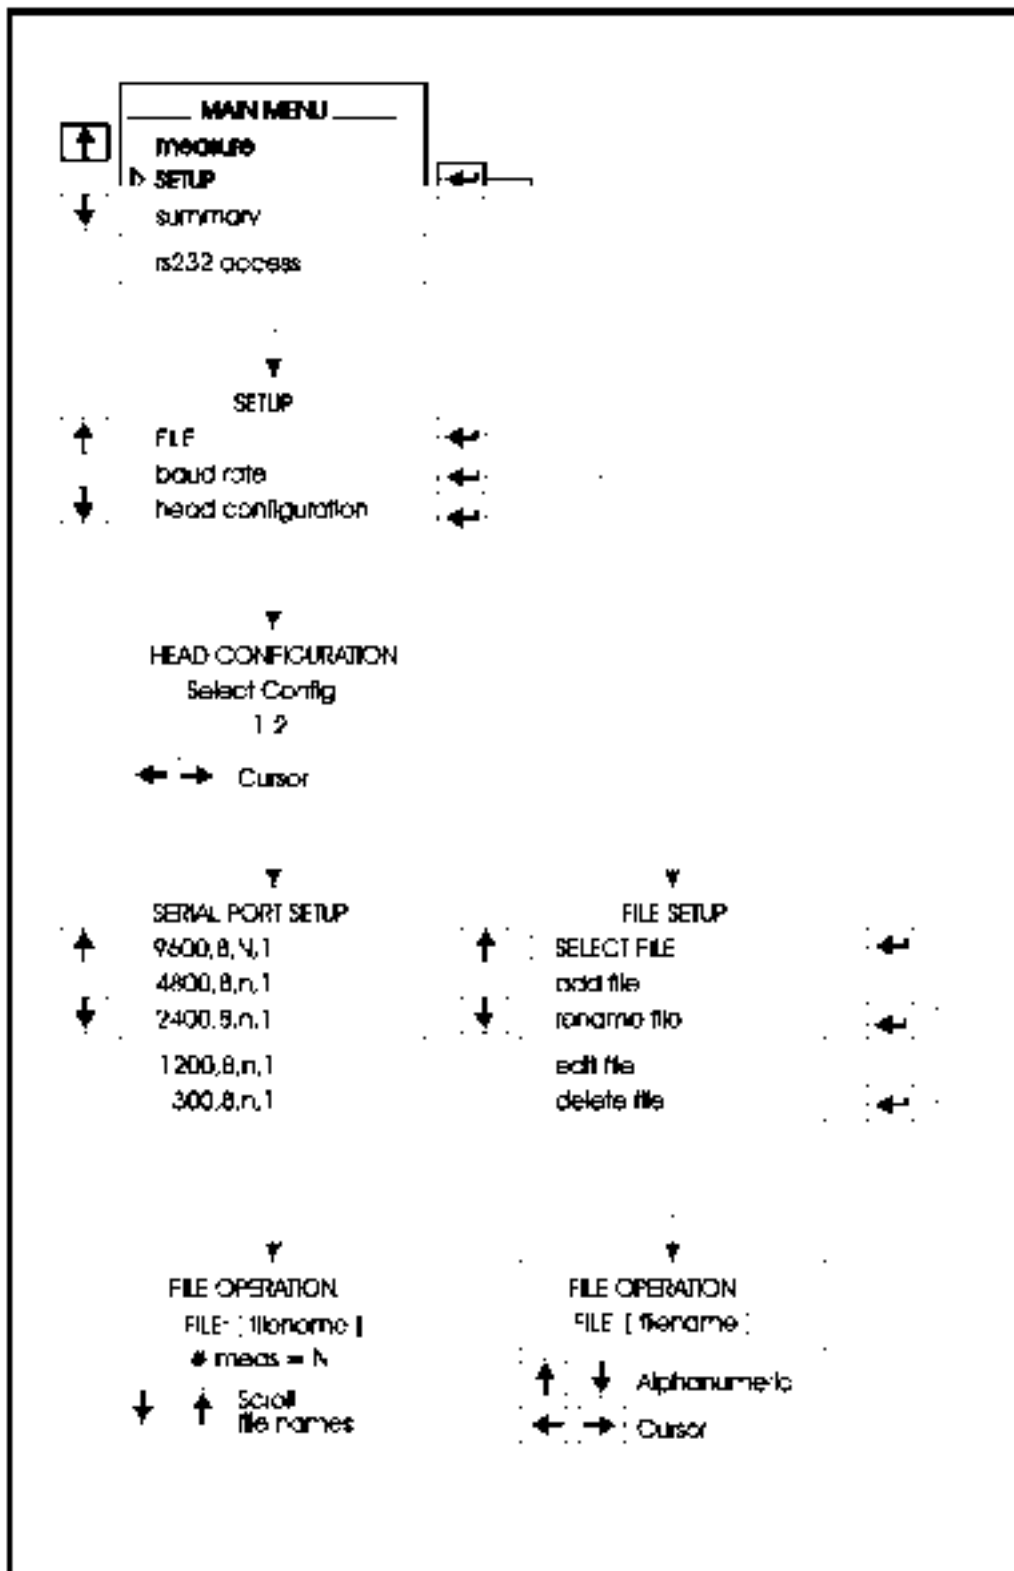 MAIN MENU
measure
SETUP
summary
rs232 access
SETUP
FILE
baud rate
head configuration
HEAD CONFIGURATION
Select Config
1 2
Cursor
SERIAL PORT SETUP
9600,8,N,1
4800,8,n,1
2400,8,n,1
1200,8,n,1
300,8,n,1
FILE SETUP
SELECT FILE
add file
rename file
edit file
delete file
FILE OPERATION
FILE- [ filename ]
# meas = N
Scroll
file names
FILE OPERATION
FILE [ filename ]
Alphanumeric
Cursor